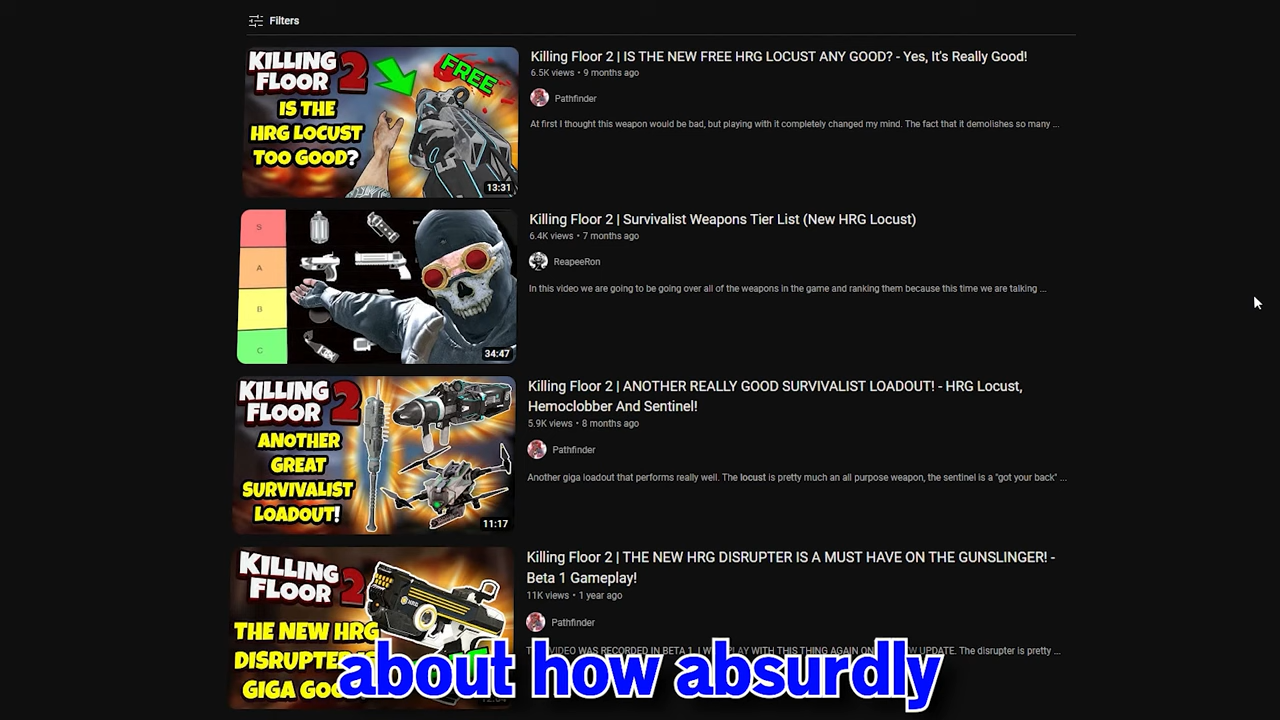 Filters
KILLING
FLOOR 2
IS THE
HRG LOCUST
TOO GOOD?
FREE
13:31
Killing Floor 2 | IS THE NEW FREE HRG LOCUST ANY GOOD? - Yes, It's Really Good!
6.5K views • 9 months ago
Pathfinder
At first I thought this weapon would be bad, but playing with it completely changed my mind. The fact that it demolishes so many ...
S
A
B
C
34:47
Killing Floor 2 | Survivalist Weapons Tier List (New HRG Locust)
6.4K views • 7 months ago
ReapeeRon
In this video we are going to be going over all of the weapons in the game and ranking them because this time we are talking ...
KILLING
FLOOR 2
ANOTHER
GREAT
SURVIVALIST
LOADOUT!
11:17
Killing Floor 2 | ANOTHER REALLY GOOD SURVIVALIST LOADOUT! - HRG Locust,
Hemoclobber And Sentinel!
5.9K views • 8 months ago
Pathfinder
Another giga loadout that performs really well. The locust is pretty much an all purpose weapon, the sentinel is a "got your back" ...
KILLING
FLOOR 2
THE NEW HRG
GIGA
Killing Floor 2 | THE NEW HRG DISRUPTER IS A MUST HAVE ON THE GUNSLINGER! -
Beta 1 Gameplay!
11K views • 1 year ago
Pathfinder
VIDEO WAS RECORDED IN BETA 1, I UPDATE. The disrupter is pretty ...
about how absurdly